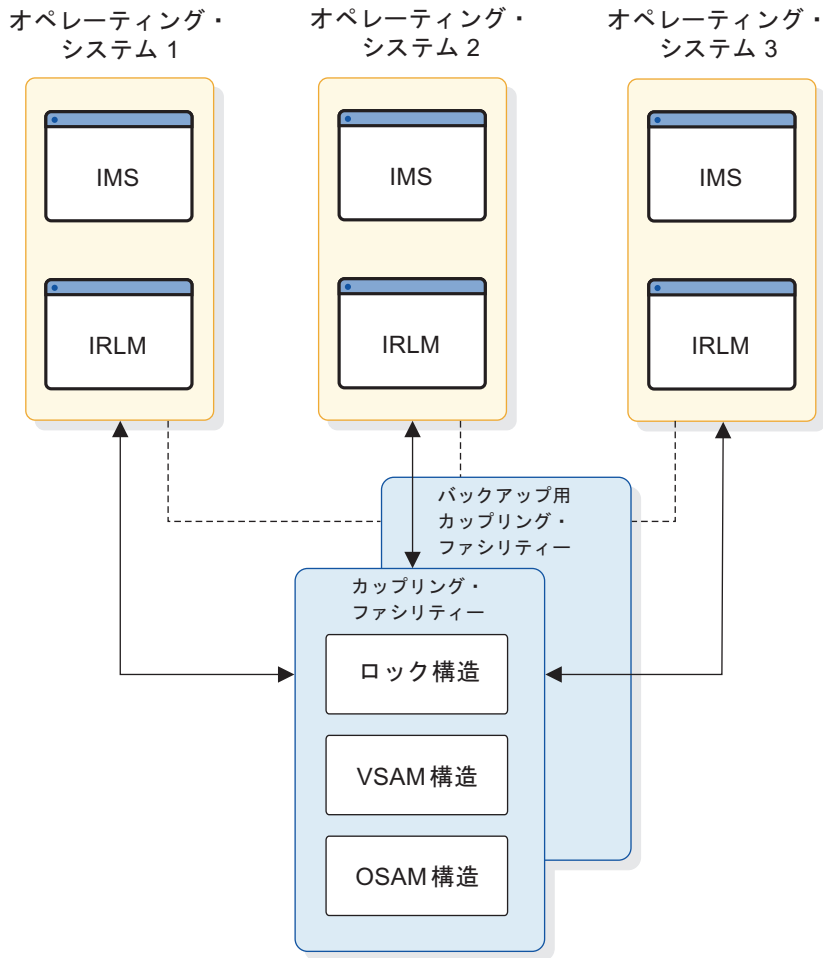 オペレーティング・
システム 1
オペレーティング・
システム 2
オペレーティング・
システム 3
IMS
IMS
IMS
IRLM
IRLM
IRLM
バックアップ用
カップリング・
ファシリティー
カップリング・
ファシリティー
ロック構造
VSAM 構造
OSAM 構造